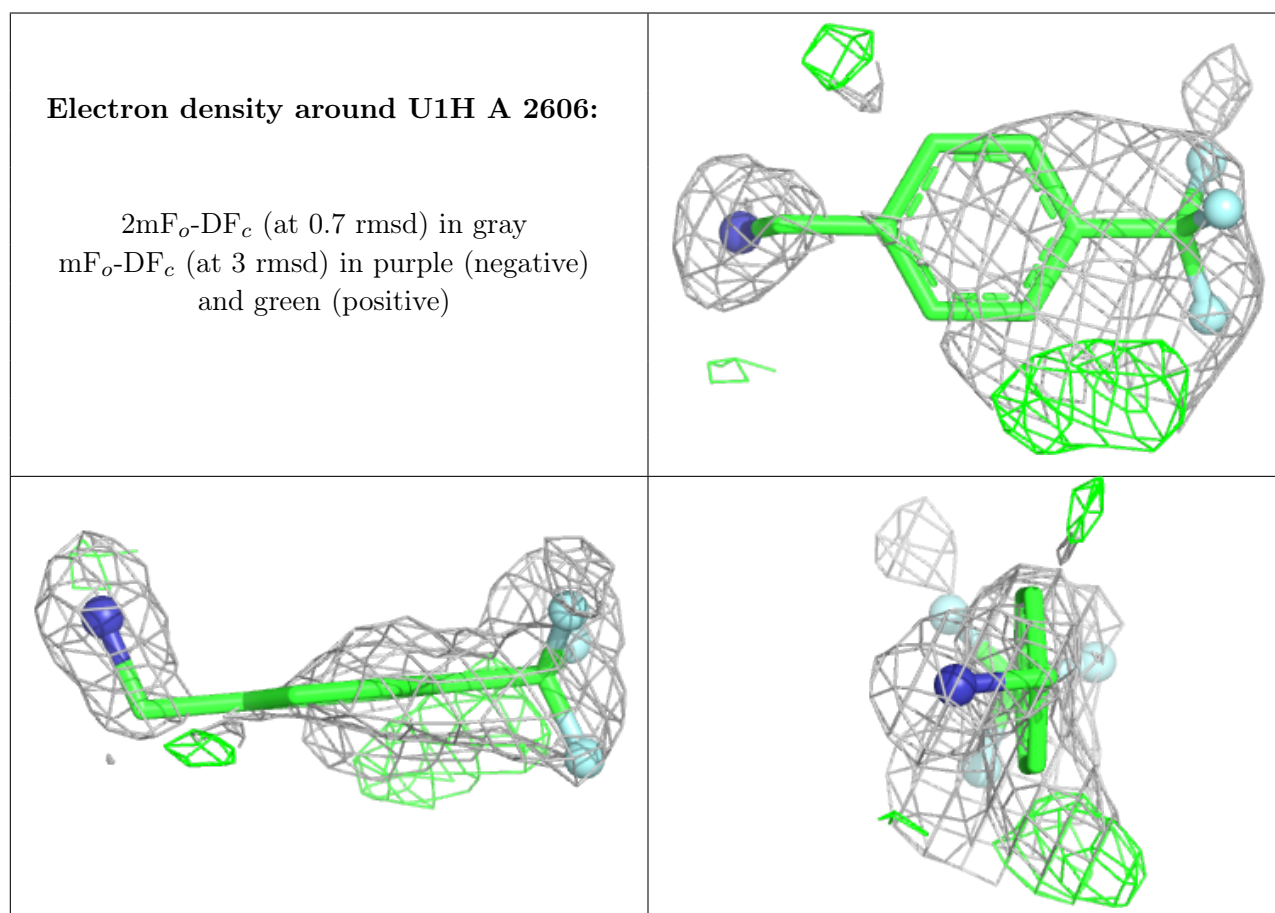 Electron density around U1H A 2606:
2mFₒ-DF𝒸 (at 0.7 rmsd) in gray
mFₒ-DF𝒸 (at 3 rmsd) in purple (negative)
and green (positive)